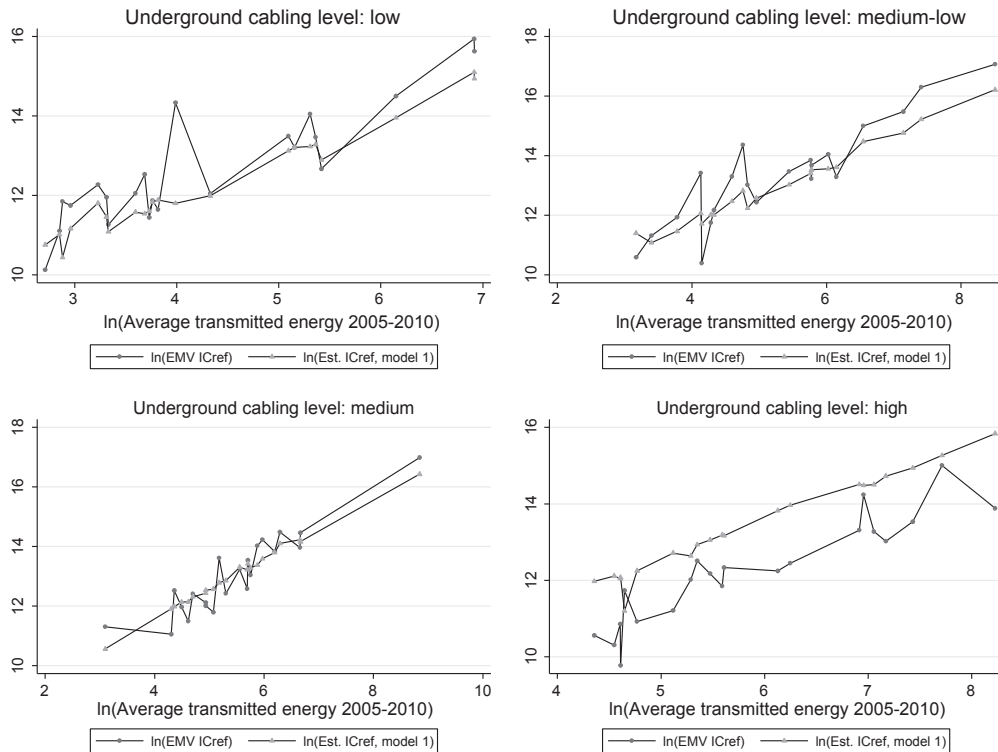 Underground cabling level: low
16
14
12
10
3 4 5 6 7
ln(Average transmitted energy 2005-2010)
ln(EMV ICref) ln(Est. ICref, model 1)
Underground cabling level: medium-low
18
16
14
12
10
2 4 6 8
ln(Average transmitted energy 2005-2010)
ln(EMV ICref) ln(Est. ICref, model 1)
Underground cabling level: medium
18
16
14
12
10
2 4 6 8 10
ln(Average transmitted energy 2005-2010)
ln(EMV ICref) ln(Est. ICref, model 1)
Underground cabling level: high
16
14
12
10
4 5 6 7 8
ln(Average transmitted energy 2005-2010)
ln(EMV ICref) ln(Est. ICref, model 1)